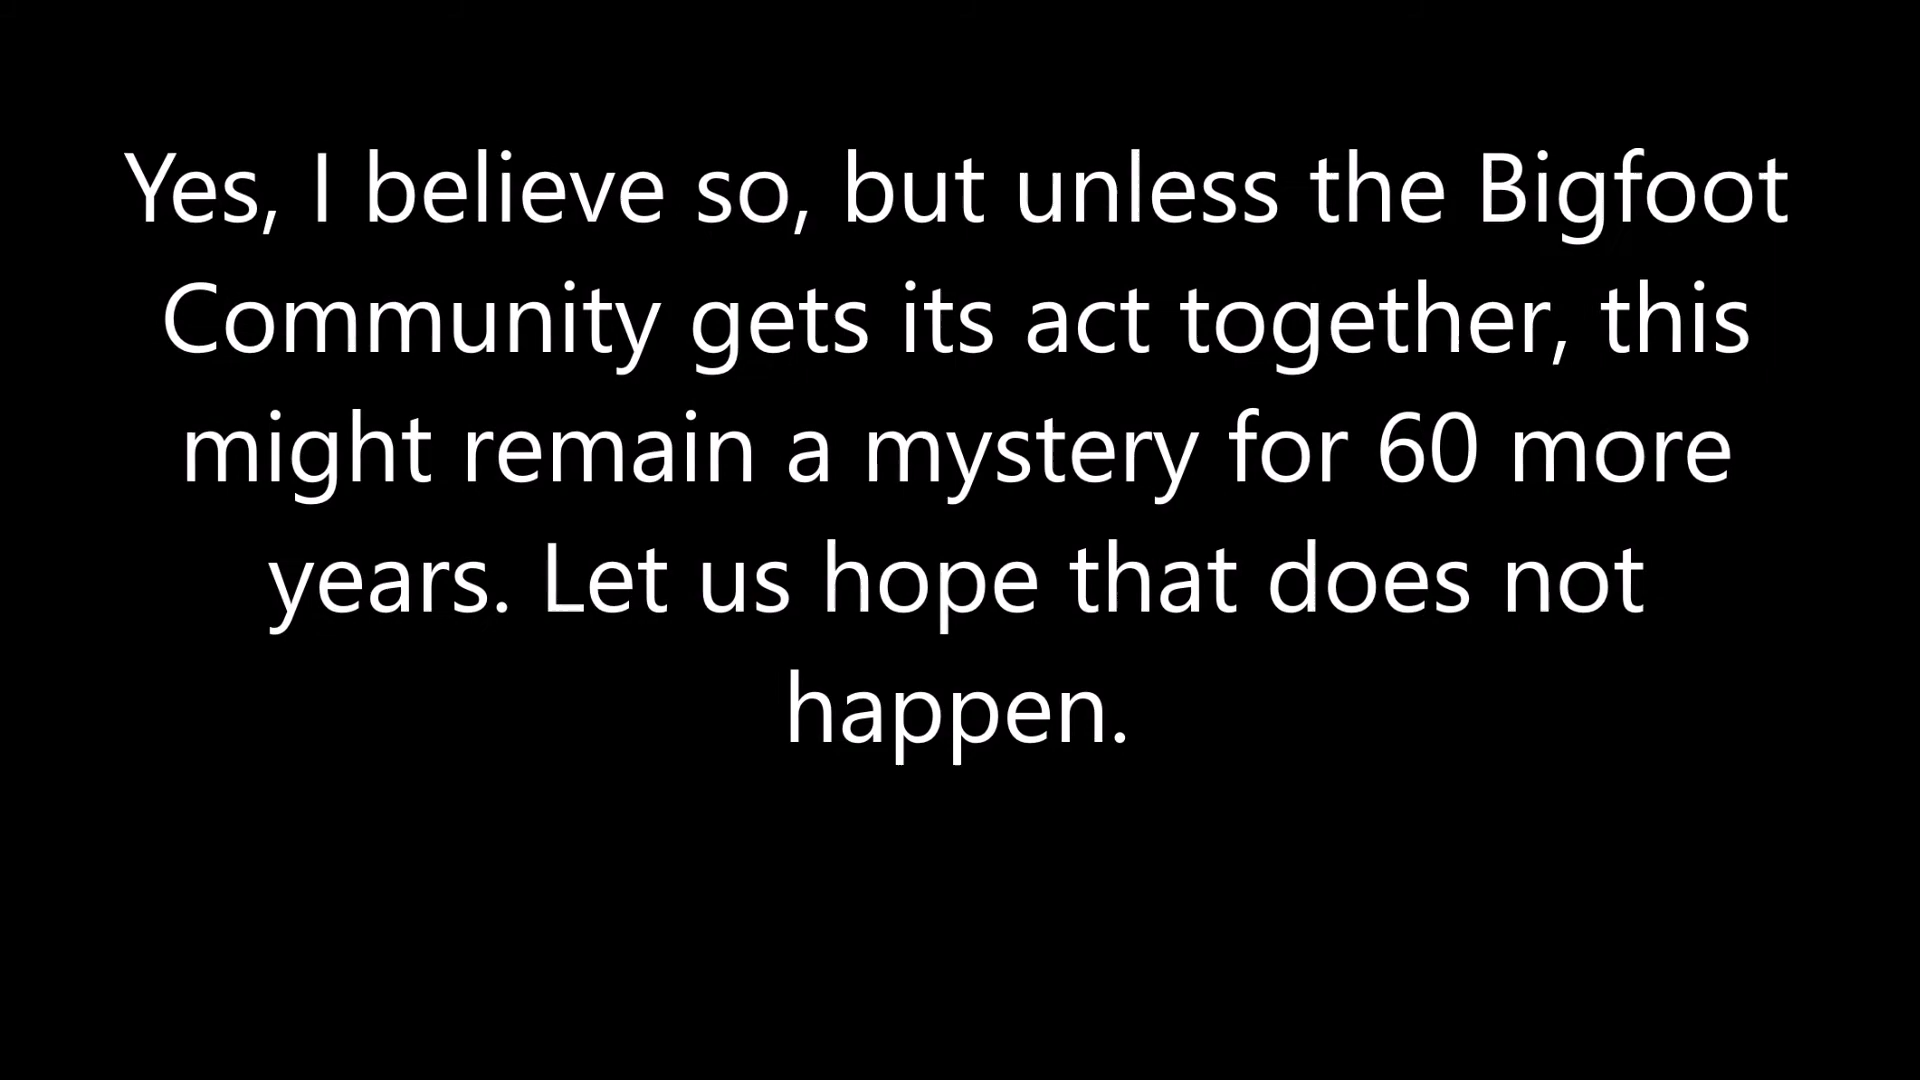 Yes, I believe so, but unless the Bigfoot
Community gets its act together, this
might remain a mystery for 60 more
years. Let us hope that does not
happen.